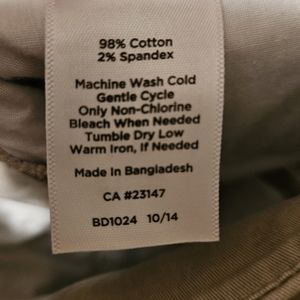 98% Cotton
2% Spandex
Machine Wash Cold
Gentle Cycle
Only Non-Chlorine
Bleach When Needed
Tumble Dry Low
Warm Iron, If Needed
Made In Bangladesh
CA #23147
BD1024 10/14